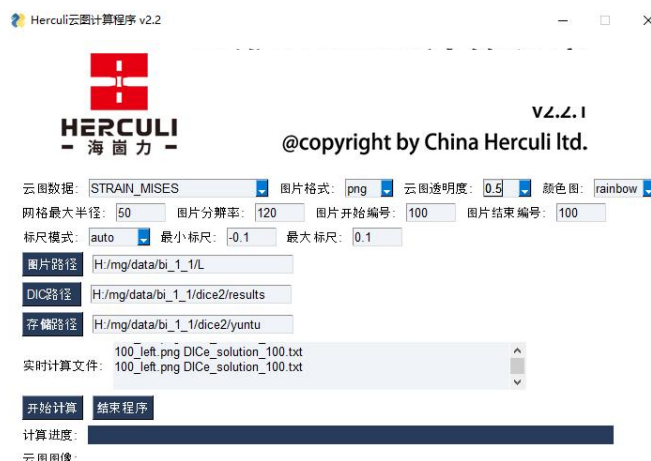 Herculi云图计算程序 v2.2
HERCULI
海崮力
v2.2.1
@copyright by China Herculi ltd.
云图数据: STRAIN_MISES 图片格式: png 云图透明度: 0.5 颜色图: rainbow
网格最大半径: 50 图片分辨率: 120 图片开始编号: 100 图片结束编号: 100
标尺模式: auto 最小标尺: -0.1 最大标尺: 0.1
图片路径 H:/mg/data/bi_1_1/L
DIC路径 H:/mg/data/bi_1_1/dice2/results
存储路径 H:/mg/data/bi_1_1/dice2/yuntu
100_left.png DICe_solution_100.txt
实时计算文件: 100_left.png DICe_solution_100.txt
开始计算 结束程序
计算进度:
云图图像: